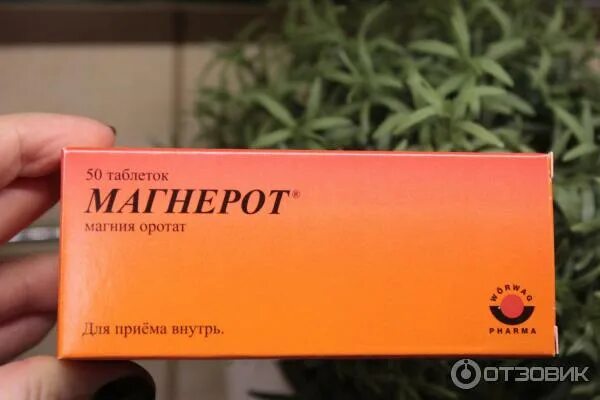 50 таблеток
МАГНЕРОТ®
магния оротат
Для приёма внутрь.
WÖRWAG
PHARMA
ОТЗОВИК